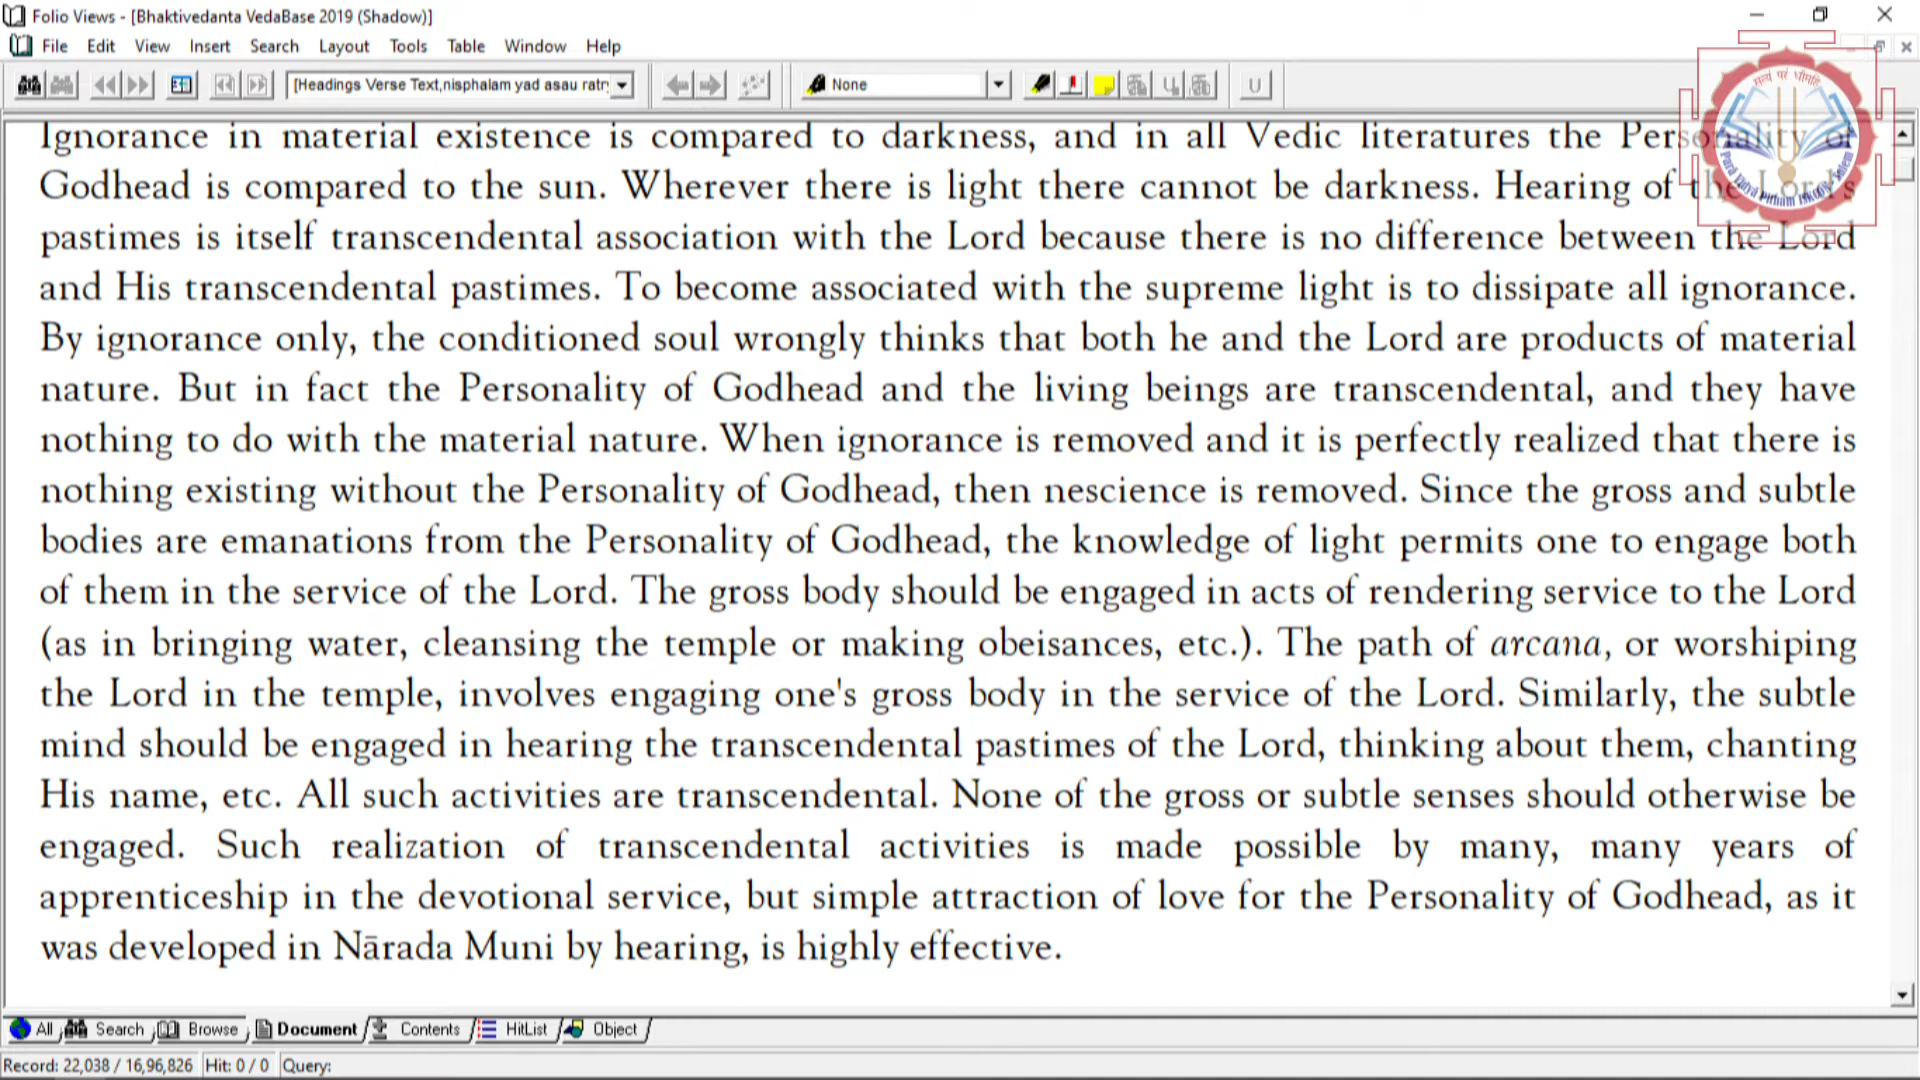 Folio Views - [Bhaktivedanta VedaBase 2019 (Shadow)]
File Edit View Insert Search Layout Tools Table Window Help
[Headings Verse Text,nisphalam yad asau ratr None U
सत्यं परं धीमहि
Ignorance in material existence is compared to darkness, and in all Vedic literatures the Personality of
Godhead is compared to the sun. Wherever there is light there cannot be darkness. Hearing of the Lord's
pastimes is itself transcendental association with the Lord because there is no difference between the Lord
and His transcendental pastimes. To become associated with the supreme light is to dissipate all ignorance.
By ignorance only, the conditioned soul wrongly thinks that both he and the Lord are products of material
nature. But in fact the Personality of Godhead and the living beings are transcendental, and they have
nothing to do with the material nature. When ignorance is removed and it is perfectly realized that there is
nothing existing without the Personality of Godhead, then nescience is removed. Since the gross and subtle
bodies are emanations from the Personality of Godhead, the knowledge of light permits one to engage both
of them in the service of the Lord. The gross body should be engaged in acts of rendering service to the Lord
(as in bringing water, cleansing the temple or making obeisances, etc.). The path of arcana, or worshiping
the Lord in the temple, involves engaging one's gross body in the service of the Lord. Similarly, the subtle
mind should be engaged in hearing the transcendental pastimes of the Lord, thinking about them, chanting
His name, etc. All such activities are transcendental. None of the gross or subtle senses should otherwise be
engaged. Such realization of transcendental activities is made possible by many, many years of
apprenticeship in the devotional service, but simple attraction of love for the Personality of Godhead, as it
was developed in Nārada Muni by hearing, is highly effective.
All Search Browse Document Contents HitList Object
Record: 22,038 / 16,96,826 Hit: 0 / 0 Query: